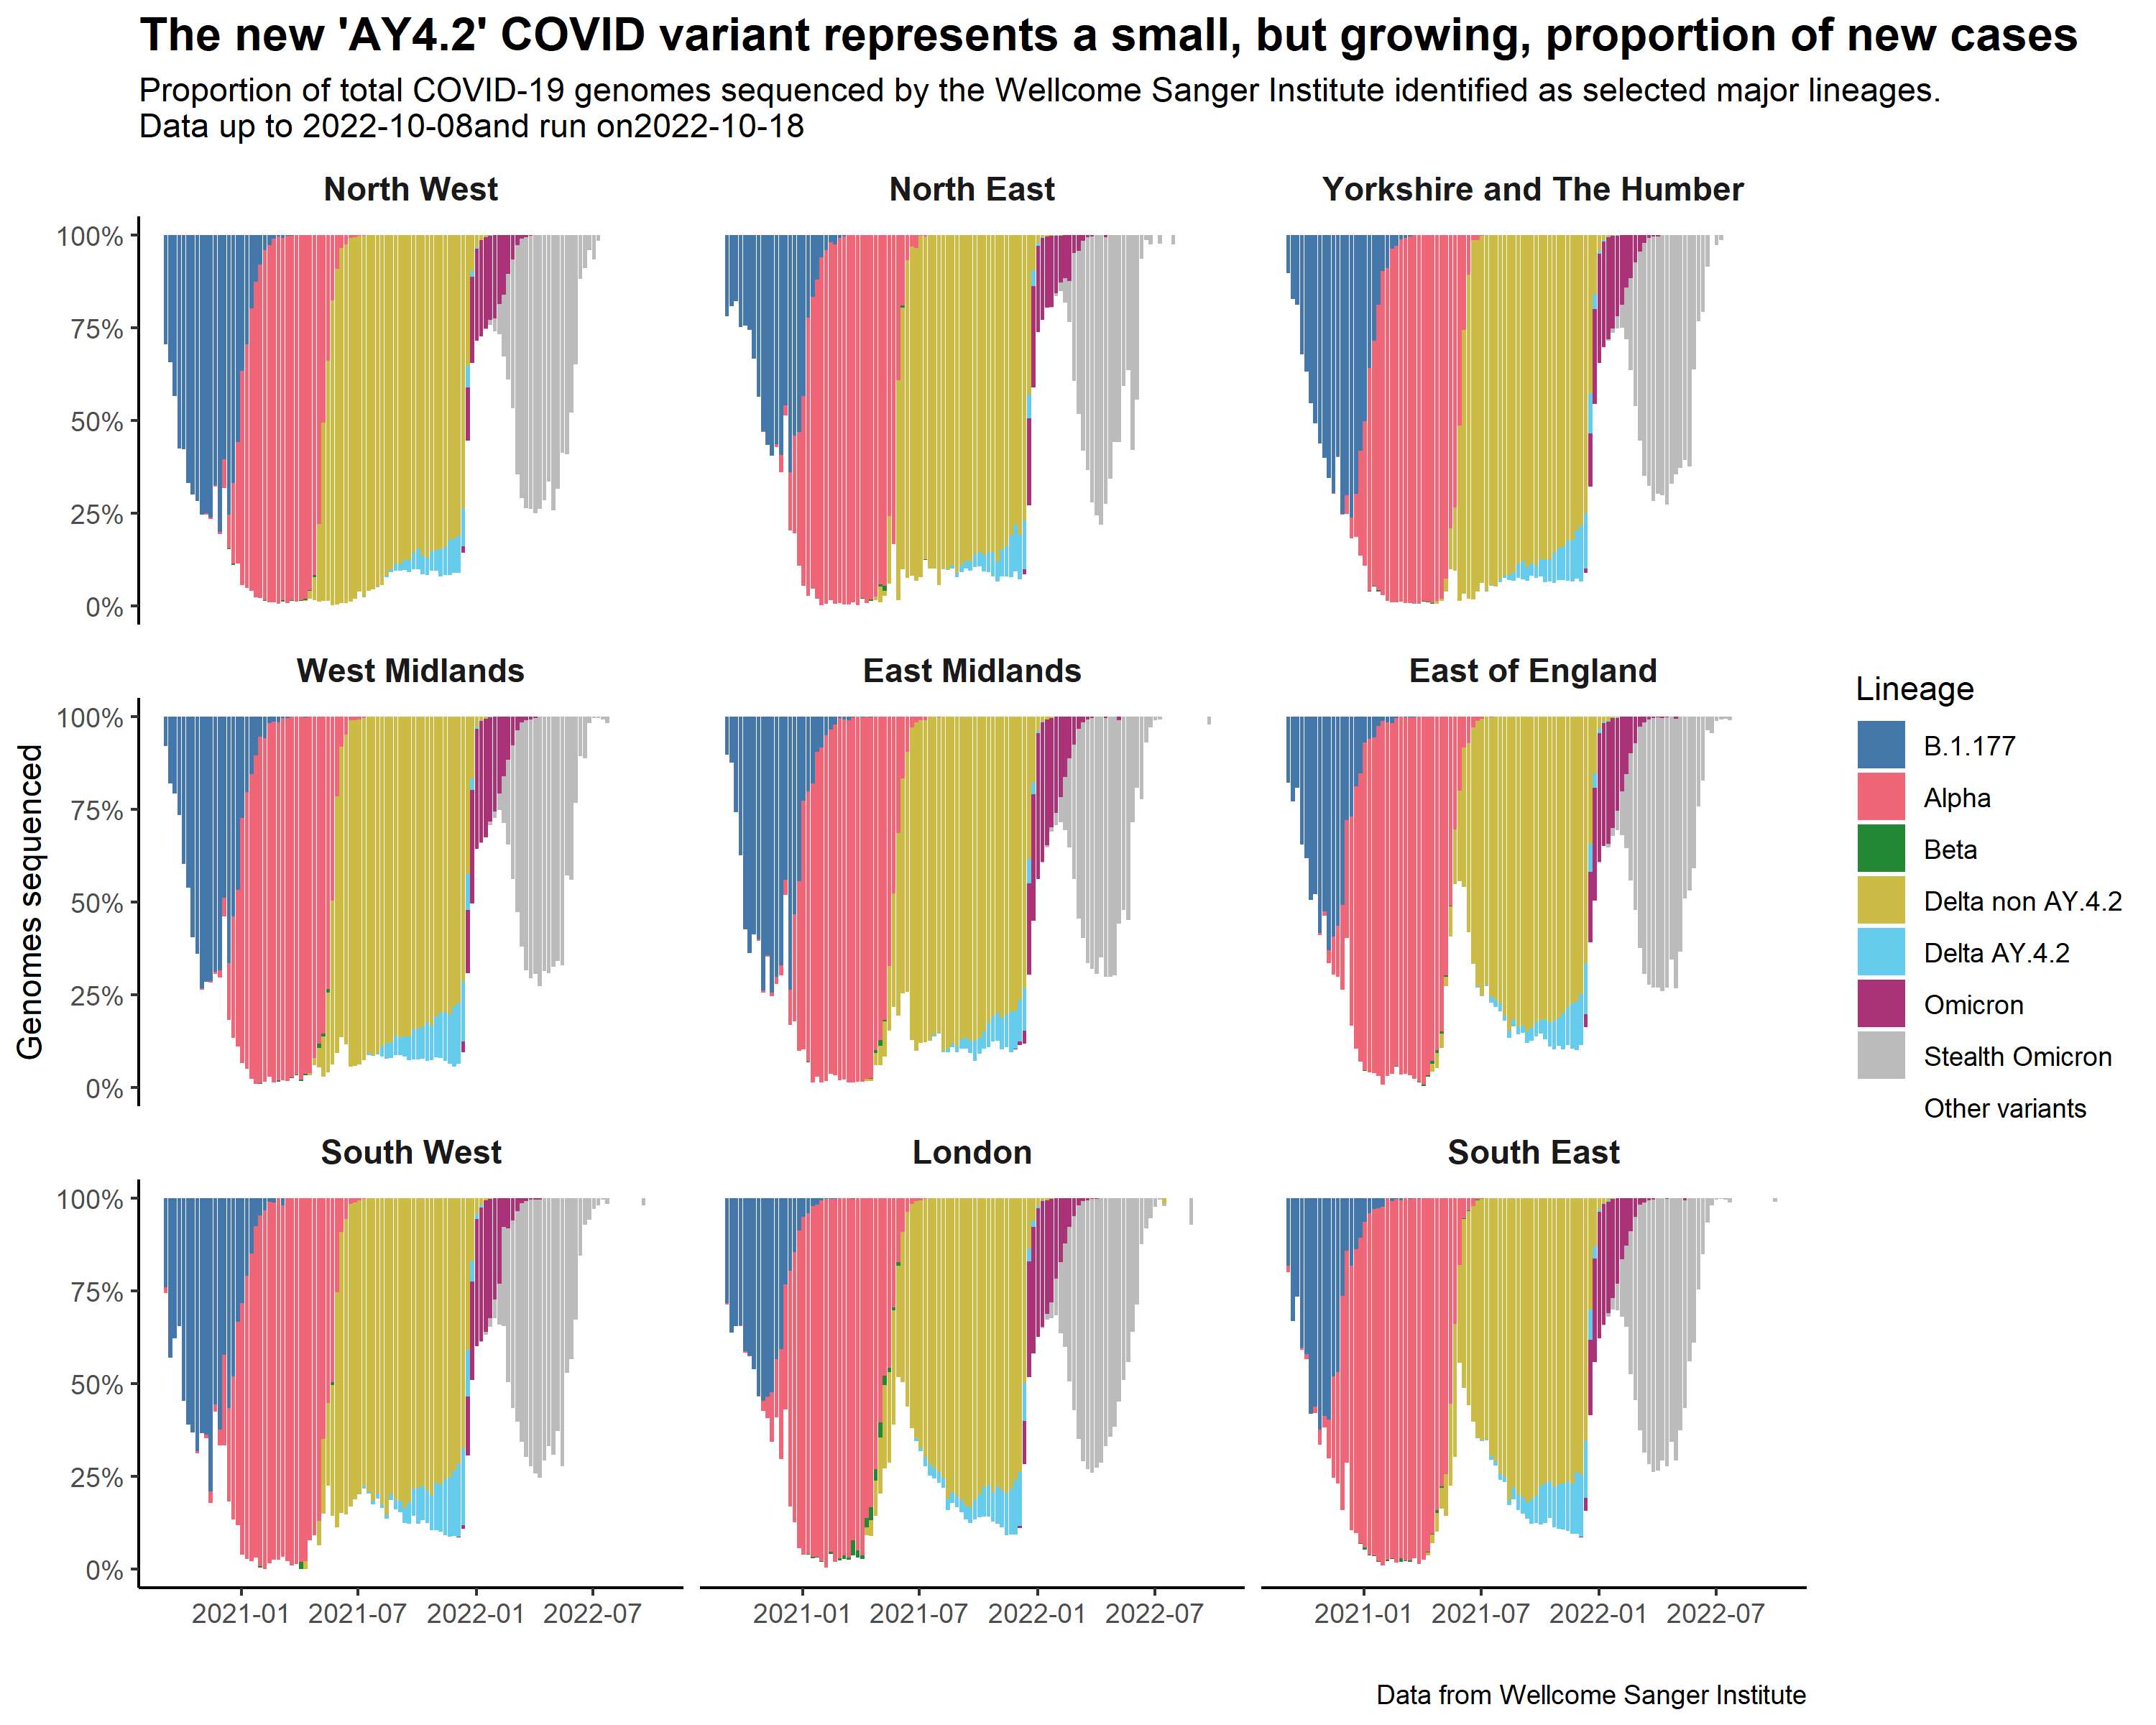 The new 'AY4.2' COVID variant represents a small, but growing, proportion of new cases
Proportion of total COVID-19 genomes sequenced by the Wellcome Sanger Institute identified as selected major lineages.
Data up to 2022-10-08and run on2022-10-18
North West
North East
Yorkshire and The Humber
100%
75%
50%
25%
0%
West Midlands
East Midlands
East of England
100%
75%
50%
25%
0%
Genomes sequenced
South West
London
South East
100%
75%
50%
25%
0%
2021-01 2021-07 2022-01 2022-07
2021-01 2021-07 2022-01 2022-07
2021-01 2021-07 2022-01 2022-07
Lineage
B.1.177
Alpha
Beta
Delta non AY.4.2
Delta AY.4.2
Omicron
Stealth Omicron
Other variants
Data from Wellcome Sanger Institute